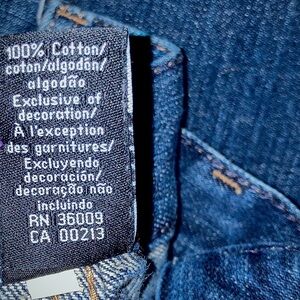 100% Cotton/
coton/algodón/
algodão
Exclusive of
decoration/
À l'exception
des garnitures/
Excluyendo
decoración/
decoração não
incluindo
RN 36009
CA 00213